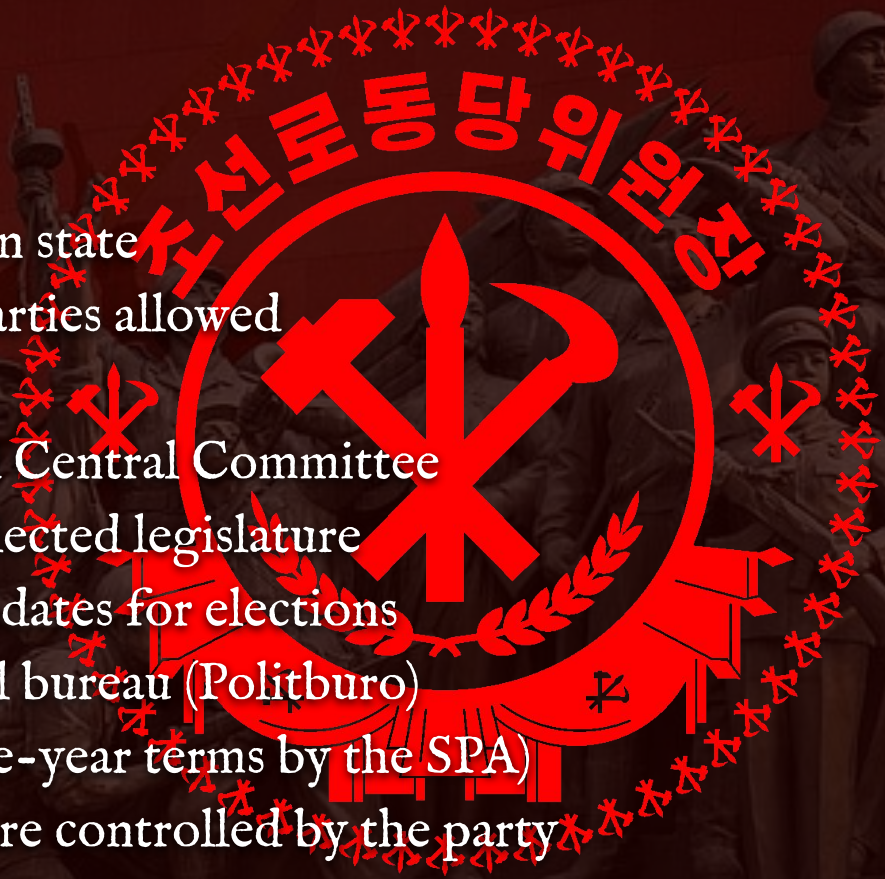 조선로동당위원장
n state
arties allowed
Central Committee
lected legislature
dates for elections
l bureau (Politburo)
e-year terms by the SPA)
re controlled by the party